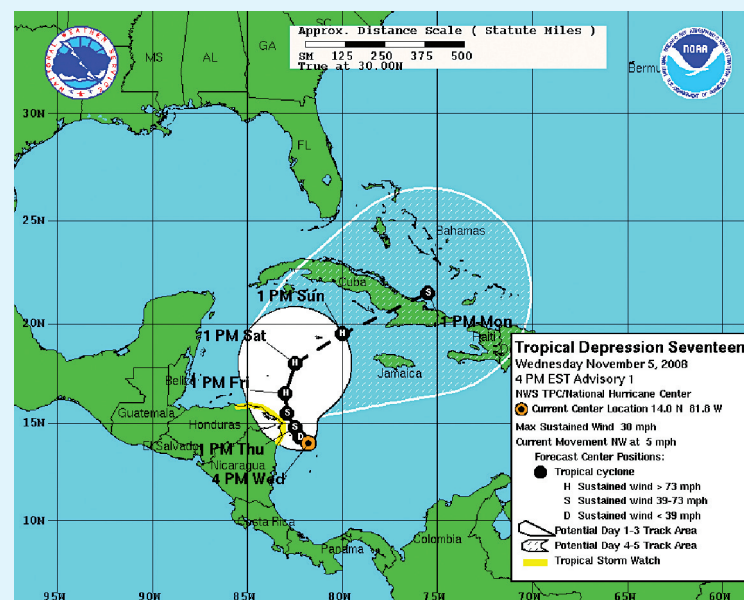 Approx. Distance Scale ( Statute Miles )
SM 125 250 375 500
True at 30.00N
NATIONAL WEATHER SERVICE
NOAA
SC
MS AL GA
Bermu
30N
FL
25N
Bahamas
Cuba
1 PM Sun
20N
1 PM Sat
1 PM Mon
Haiti
Jamaica
1 PM Fri
Guatemala
Honduras
15N
1 PM Thu
El Salvador
Nicaragua
4 PM Wed
10N
Costa Rica
Panama
Colombia
H
H
H
S
S
S
D
95W 90W 85W 80W 75W 70W 65W 60W
Tropical Depression Seventeen
Wednesday November 5, 2008
4 PM EST Advisory 1
NWS TPC/National Hurricane Center
Current Center Location 14.0 N 81.8 W
Max Sustained Wind 30 mph
Current Movement NW at 5 mph
Forecast Center Positions:
Tropical cyclone
H Sustained wind > 73 mph
S Sustained wind 39-73 mph
D Sustained wind < 39 mph
Potential Day 1-3 Track Area
Potential Day 4-5 Track Area
Tropical Storm Watch